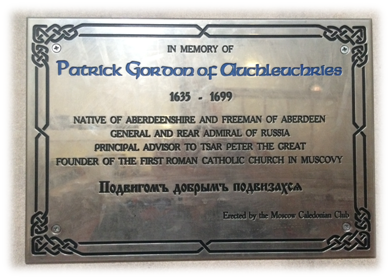 IN MEMORY OF
Patrick Gordon of Auchleuchries
1635 - 1699
NATIVE OF ABERDEENSHIRE AND FREEMAN OF ABERDEEN
GENERAL AND REAR ADMIRAL OF RUSSIA
PRINCIPAL ADVISOR TO TSAR PETER THE GREAT
FOUNDER OF THE FIRST ROMAN CATHOLIC CHURCH IN MUSCOVY
Подвигомъ добрымъ подвизахся
Erected by the Moscow Caledonian Club